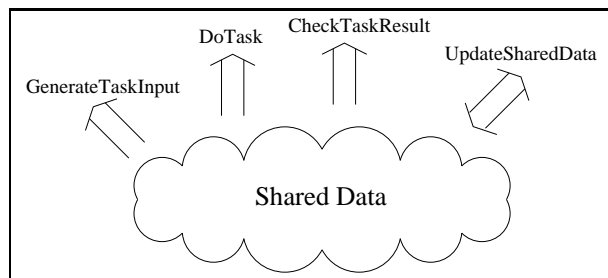 CheckTaskResult
DoTask
UpdateSharedData
GenerateTaskInput
Shared Data